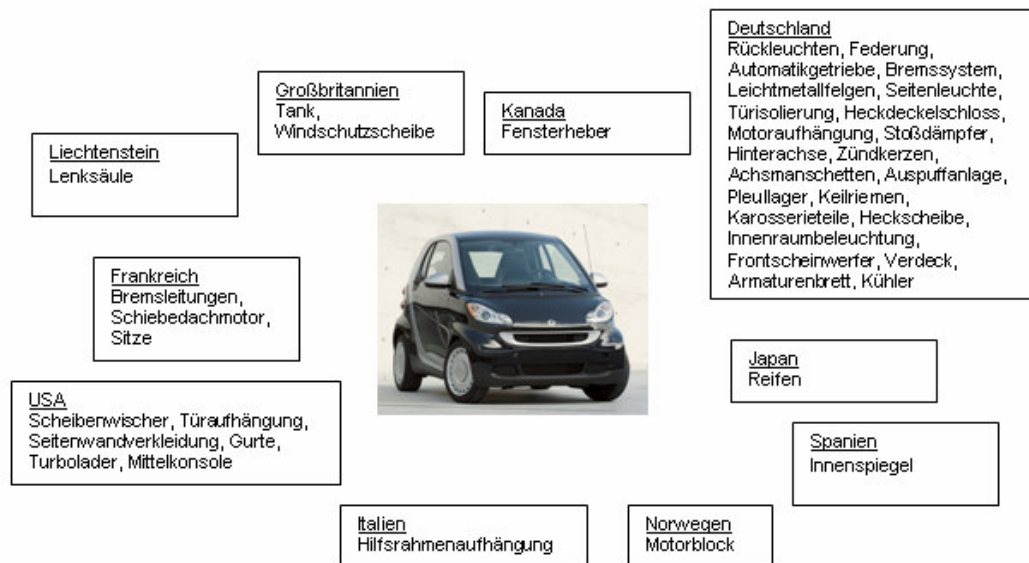 Deutschland
Rückleuchten, Federung,
Automatikgetriebe, Bremssystem,
Leichtmetallfelgen, Seitenleuchte,
Türisolierung, Heckdeckelschloss,
Motoraufhängung, Stoßdämpfer,
Hinterachse, Zündkerzen,
Achsmanschetten, Auspuffanlage,
Pleullager, Keilriemen,
Karosserieteile, Heckscheibe,
Innenraumbeleuchtung,
Frontscheinwerfer, Verdeck,
Armaturenbrett, Kühler
Großbritannien
Tank,
Windschutzscheibe
Kanada
Fensterheber
Liechtenstein
Lenksäule
Frankreich
Bremsleitungen,
Schiebedachmotor,
Sitze
Japan
Reifen
USA
Scheibenwischer, Türaufhängung,
Seitenwandverkleidung, Gurte,
Turbolader, Mittelkonsole
Spanien
Innenspiegel
Italien
Hilfsrahmenaufhängung
Norwegen
Motorblock